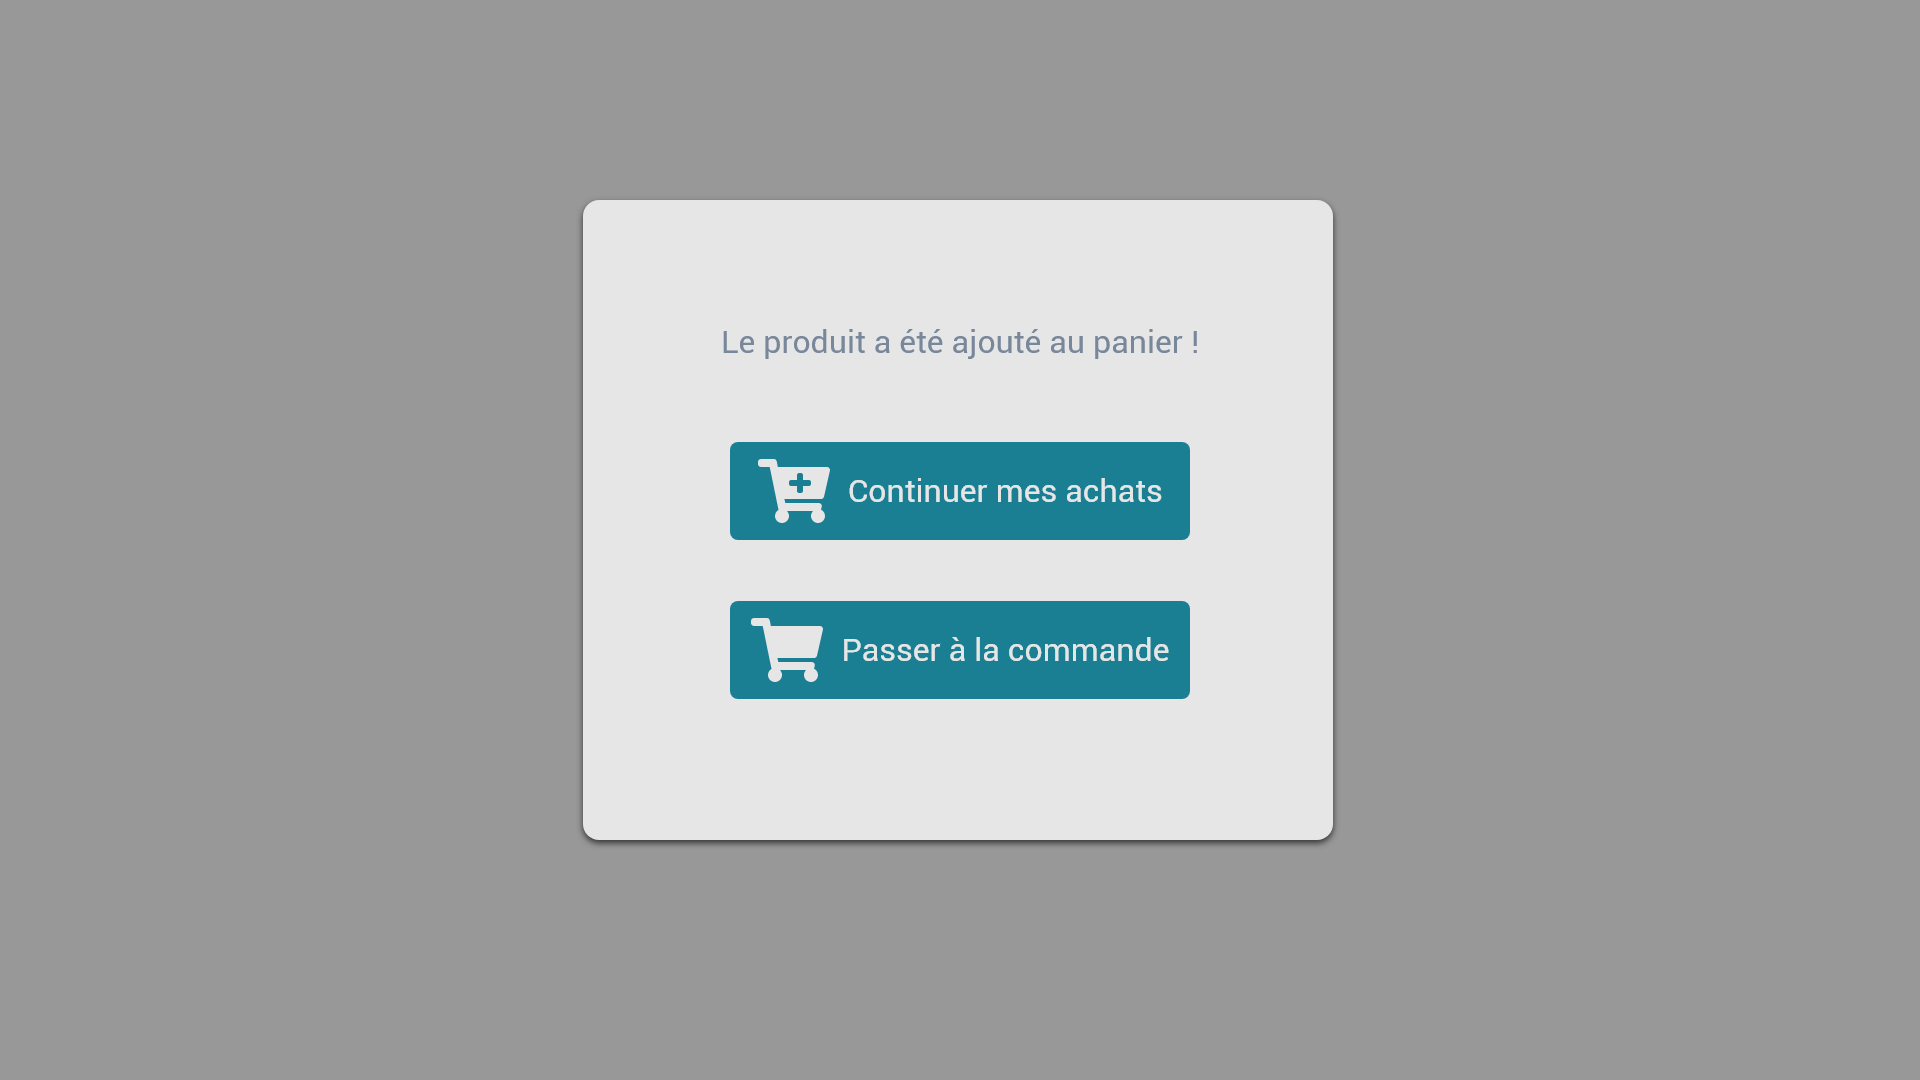 Le produit a été ajouté au panier !
Continuer mes achats
Passer à la commande